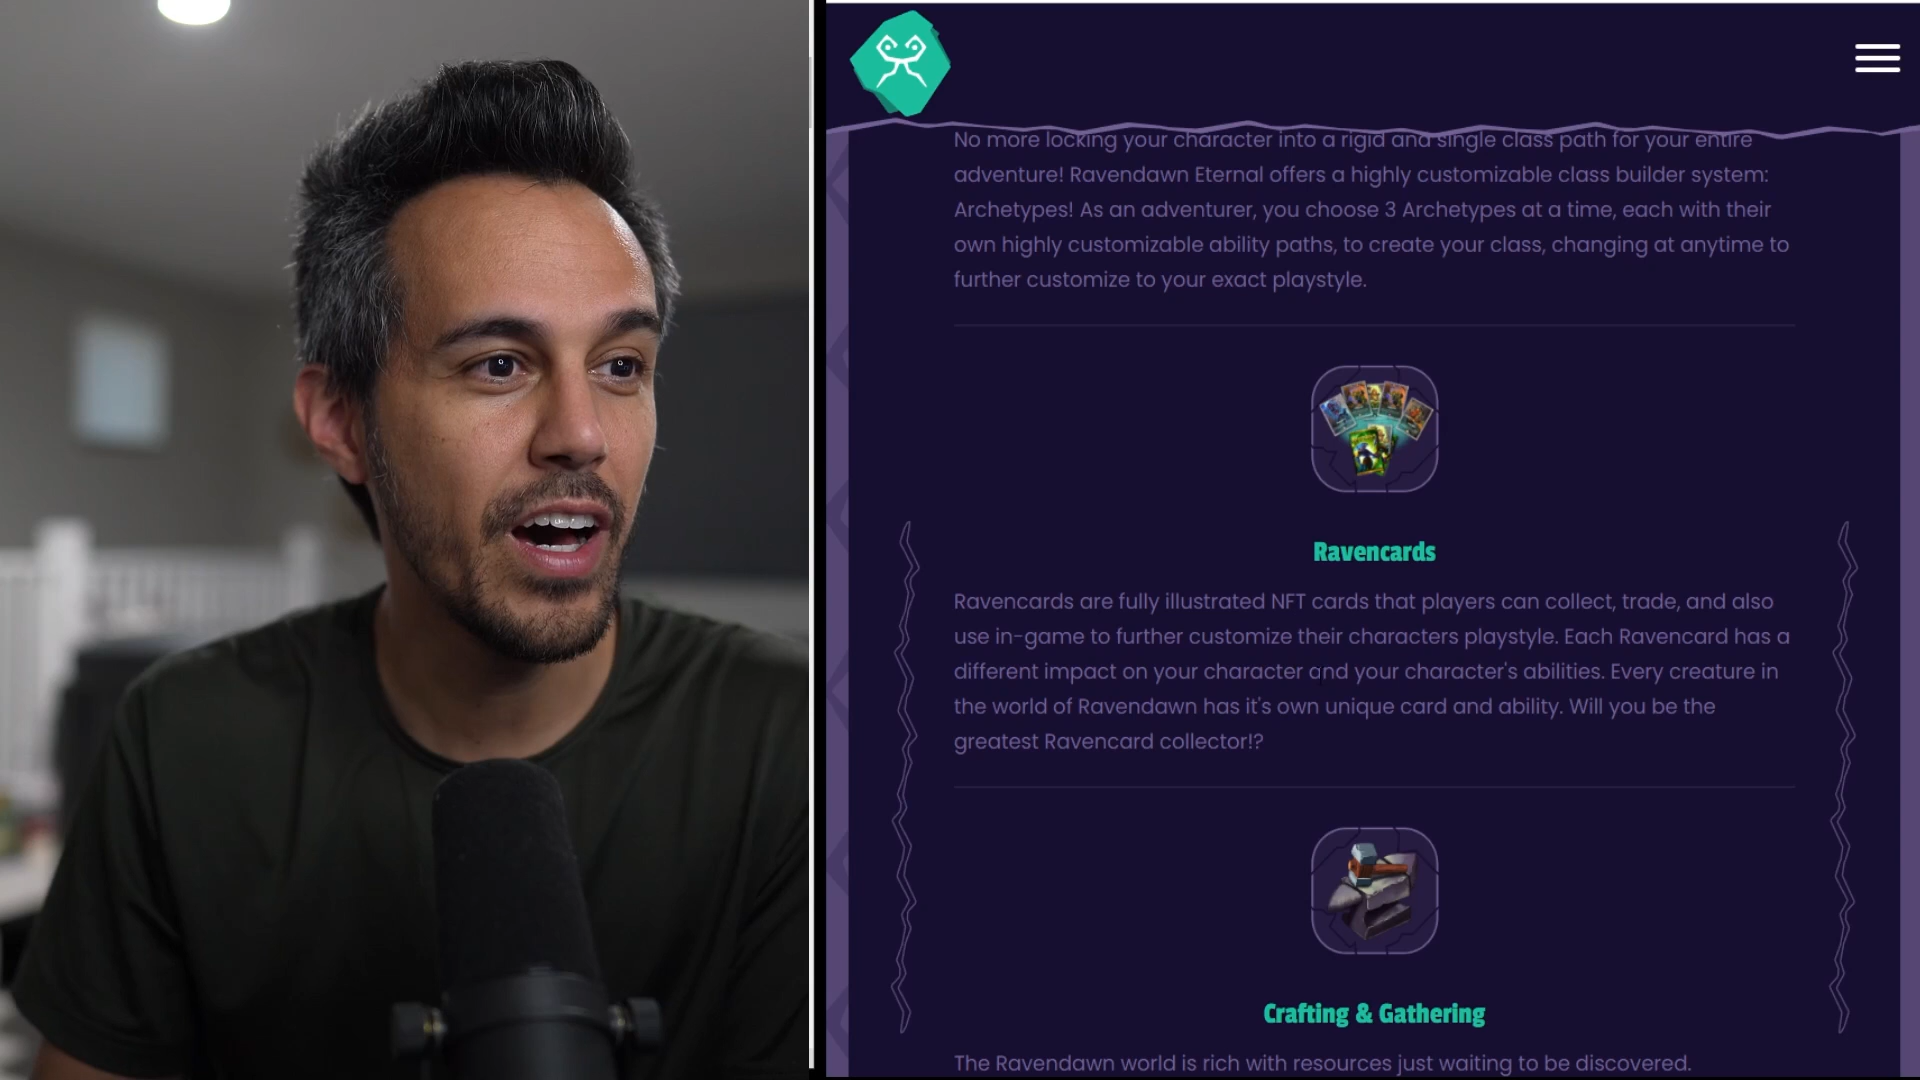 No more locking your character into a rigid and single class path for your entire
adventure! Ravendawn Eternal offers a highly customizable class builder system:
Archetypes! As an adventurer, you choose 3 Archetypes at a time, each with their
own highly customizable ability paths, to create your class, changing at anytime to
further customize to your exact playstyle.
Ravencards
Ravencards are fully illustrated NFT cards that players can collect, trade, and also
use in-game to further customize their characters playstyle. Each Ravencard has a
different impact on your character and your character's abilities. Every creature in
the world of Ravendawn has it's own unique card and ability. Will you be the
greatest Ravencard collector!?
Crafting & Gathering
The Ravendawn world is rich with resources just waiting to be discovered.